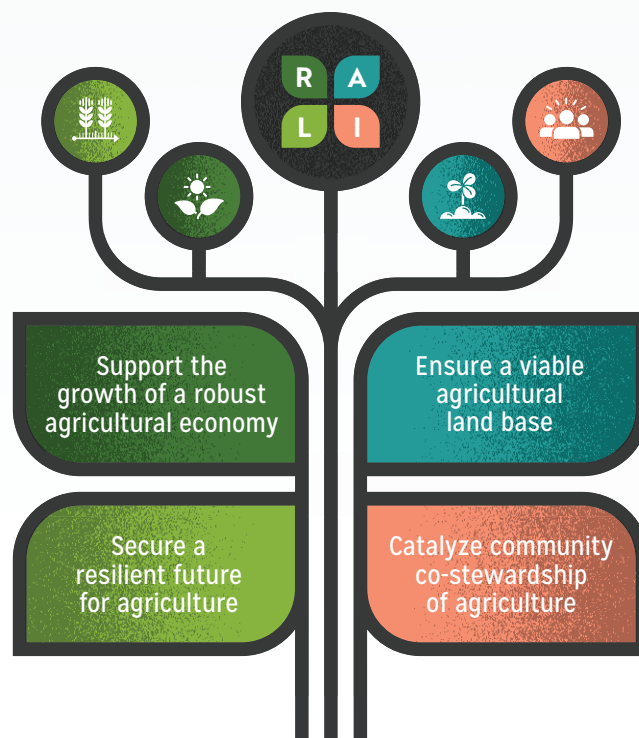 R A
L I
Support the
growth of a robust
agricultural economy
Ensure a viable
agricultural
land base
Secure a
resilient future
for agriculture
Catalyze community
co-stewardship
of agriculture